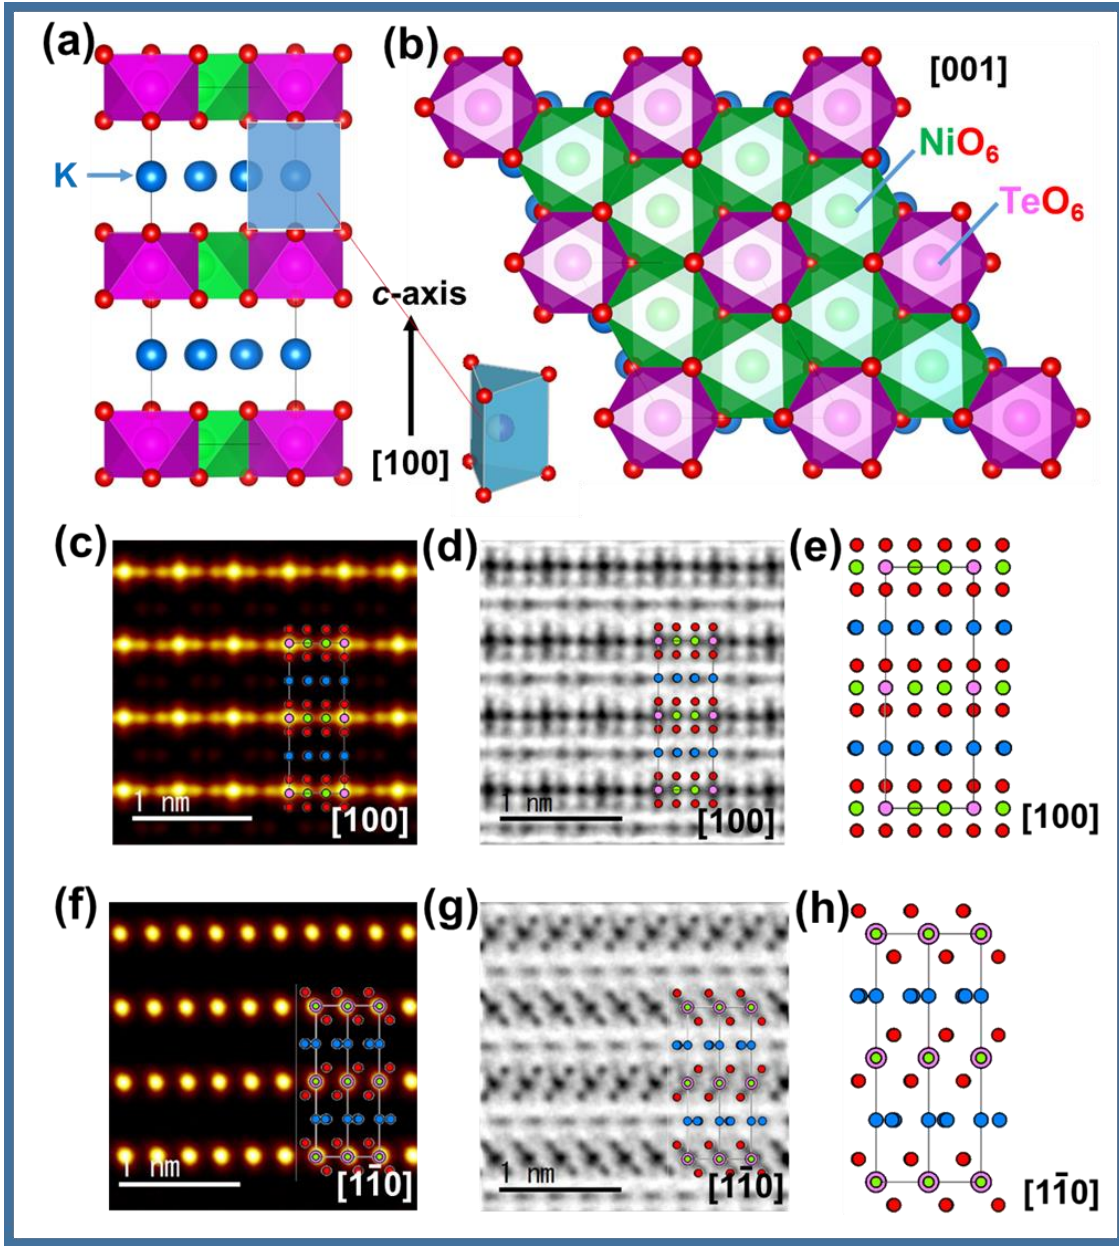 (a)
(b)
[001]
NiO₆
K
TeO₆
c-axis
[100]
(c)
(d)
(e)
1 nm
[100]
1 nm
[100]
[100]
(f)
(g)
(h)
1 nm
[11̄0]
1 nm
[11̄0]
[11̄0]